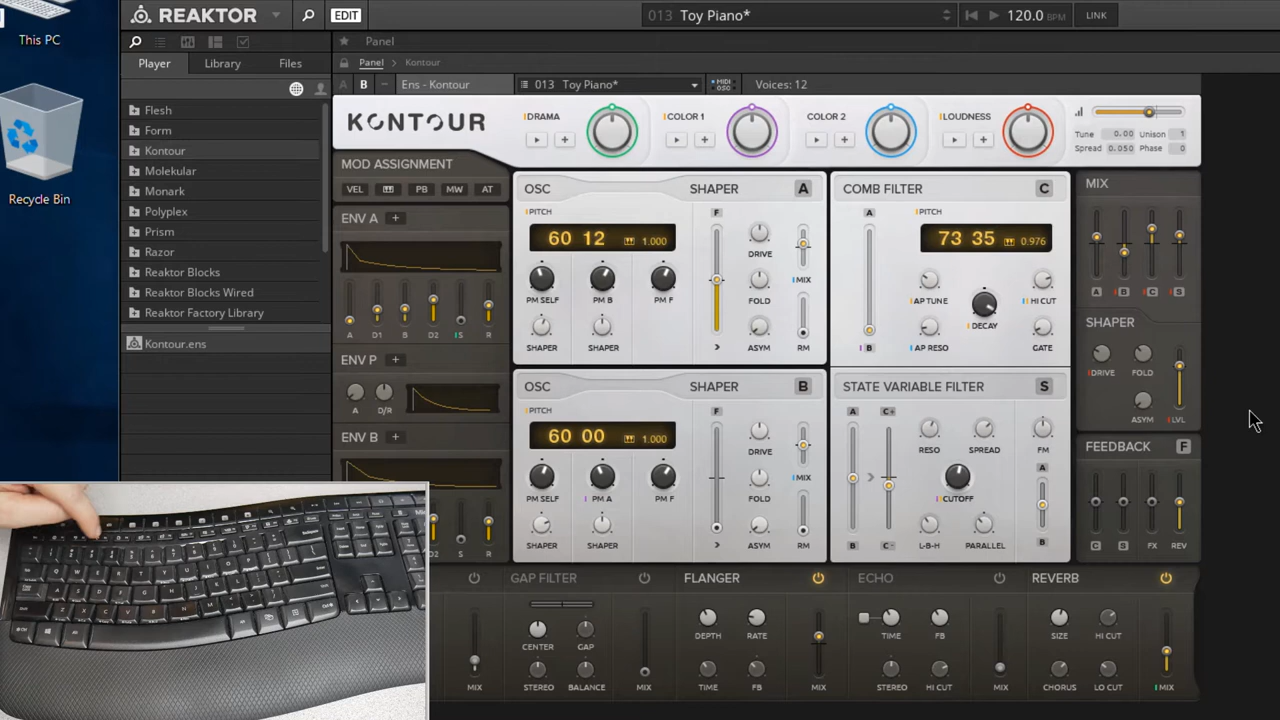 REAKTOR
EDIT
013 Toy Piano*
120.0 BPM
LINK
This PC
Panel
Player
Library
Files
Panel > Kontour
A
B
Ens - Kontour
013 Toy Piano*
MIDI
OSC
Voices: 12
Flesh
Form
Kontour
Molekular
Monark
Polyplex
Prism
Razor
Reaktor Blocks
Reaktor Blocks Wired
Reaktor Factory Library
Kontour.ens
Recycle Bin
KONTOUR
DRAMA
COLOR 1
COLOR 2
LOUDNESS
Tune 0.00 Unison 1
Spread 0.050 Phase 0
MOD ASSIGNMENT
VEL
PB
MW
AT
ENV A +
A D1 B D2 S R
ENV P +
A D/R
ENV B +
D2 S R
OSC
SHAPER
A
PITCH
60 12 1.000
PM SELF
PM B
PM F
SHAPER
SHAPER
F
DRIVE
FOLD
ASYM
MIX
RM
OSC
SHAPER
B
PITCH
60 00 1.000
PM SELF
PM A
PM F
SHAPER
SHAPER
F
DRIVE
FOLD
ASYM
MIX
RM
COMB FILTER
C
A
B
PITCH
73 35 0.976
AP TUNE
HI CUT
DECAY
AP RESO
GATE
STATE VARIABLE FILTER
S
A
C+
RESO
SPREAD
FM
CUTOFF
A
B
C-
L-B-H
PARALLEL
B
MIX
A B C S
SHAPER
DRIVE
FOLD
ASYM
LVL
FEEDBACK
F
C S FX REV
MIX
GAP FILTER
CENTER
GAP
STEREO
BALANCE
MIX
FLANGER
DEPTH
RATE
TIME
FB
MIX
ECHO
TIME
FB
STEREO
HI CUT
MIX
REVERB
SIZE
HI CUT
CHORUS
LO CUT
MIX